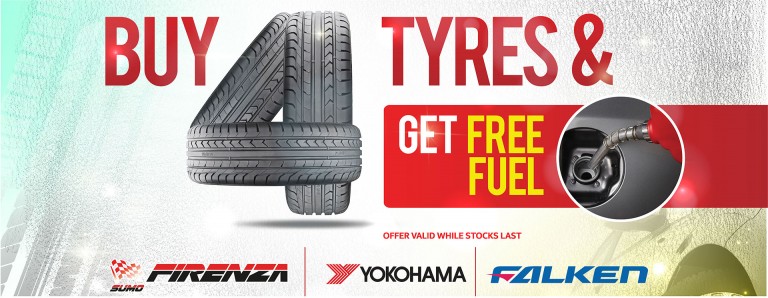 BUY 4 TYRES &
GET FREE
FUEL
OFFER VALID WHILE STOCKS LAST
SUMO FIRENZA
YOKOHAMA
FALKEN